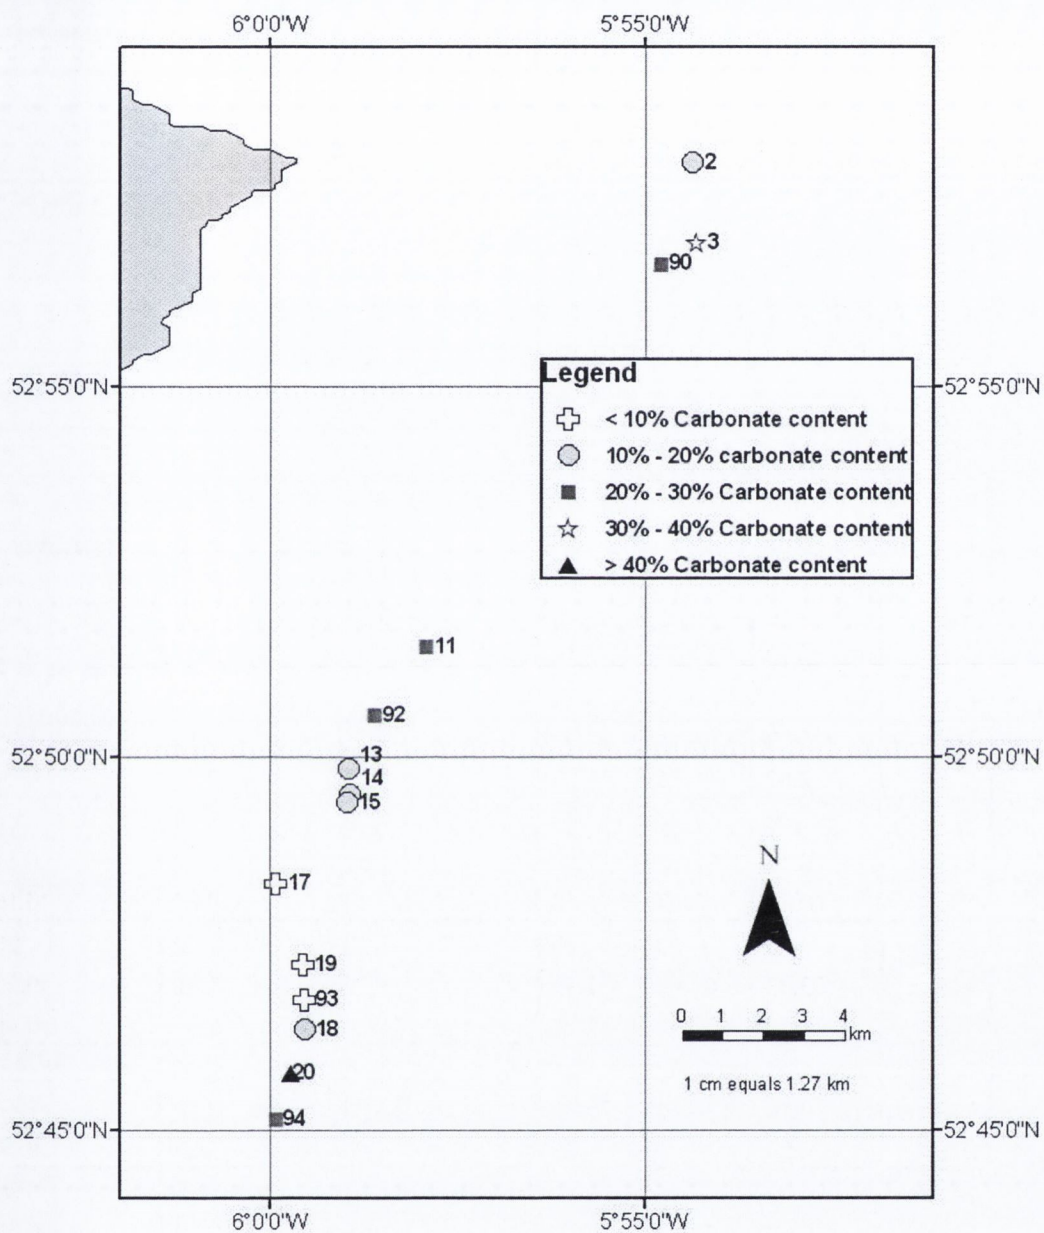 6°0'0"W 5°55'0"W
2
3
90
52°55'0"N 52°55'0"N
Legend
< 10% Carbonate content
10% - 20% carbonate content
20% - 30% Carbonate content
30% - 40% Carbonate content
> 40% Carbonate content
11
92
52°50'0"N 52°50'0"N
13
14
15
N
17
19
93
18
0 1 2 3 4
km
20
1 cm equals 1.27 km
94
52°45'0"N 52°45'0"N
6°0'0"W 5°55'0"W